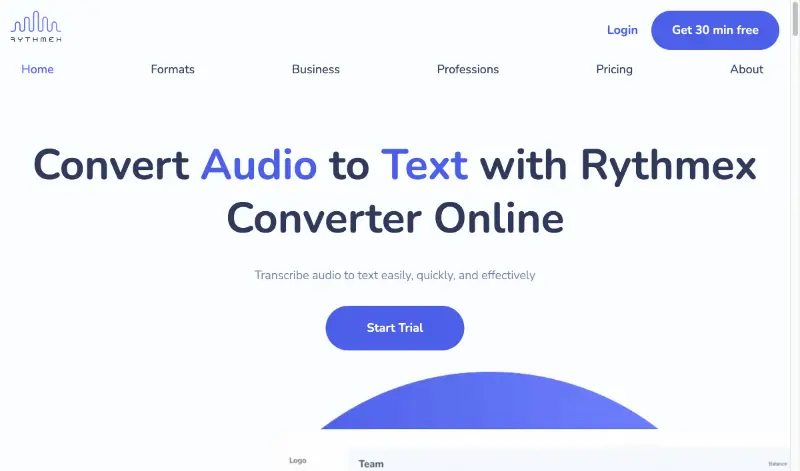 RYTHMEX
Login
Get 30 min free
Home
Formats
Business
Professions
Pricing
About
Convert Audio to Text with Rythmex
Converter Online
Transcribe audio to text easily, quickly, and effectively
Start Trial
Logo
Team
Balance